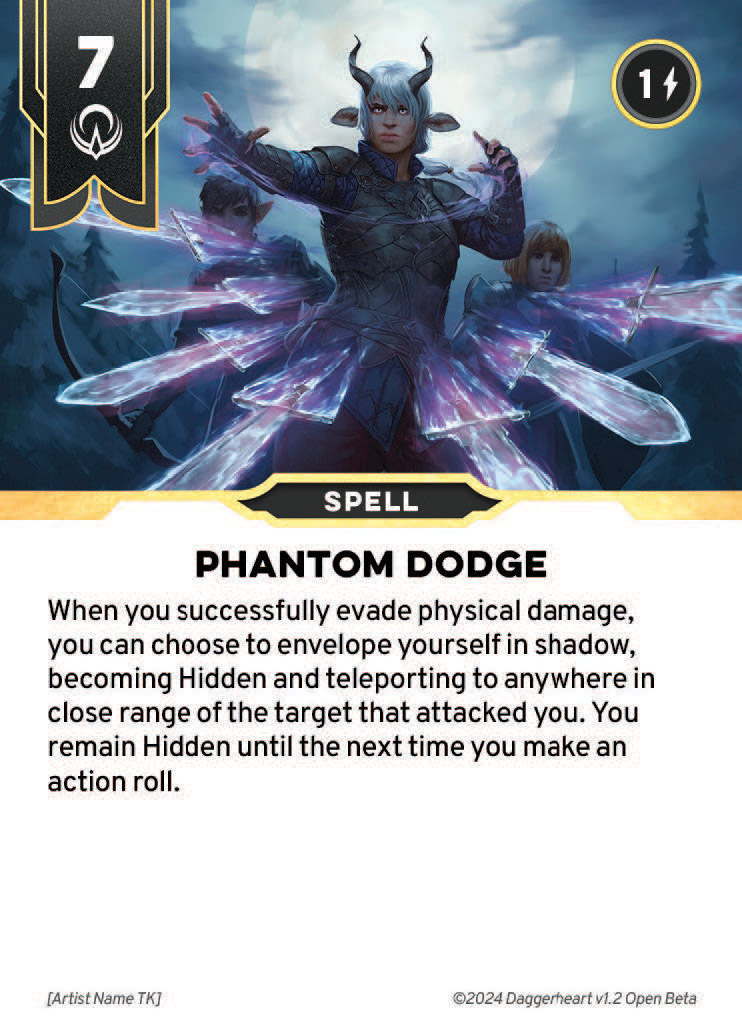 7
1
SPELL
PHANTOM DODGE
When you successfully evade physical damage,
you can choose to envelope yourself in shadow,
becoming Hidden and teleporting to anywhere in
close range of the target that attacked you. You
remain Hidden until the next time you make an
action roll.
[Artist Name TK]
©2024 Daggerheart v1.2 Open Beta